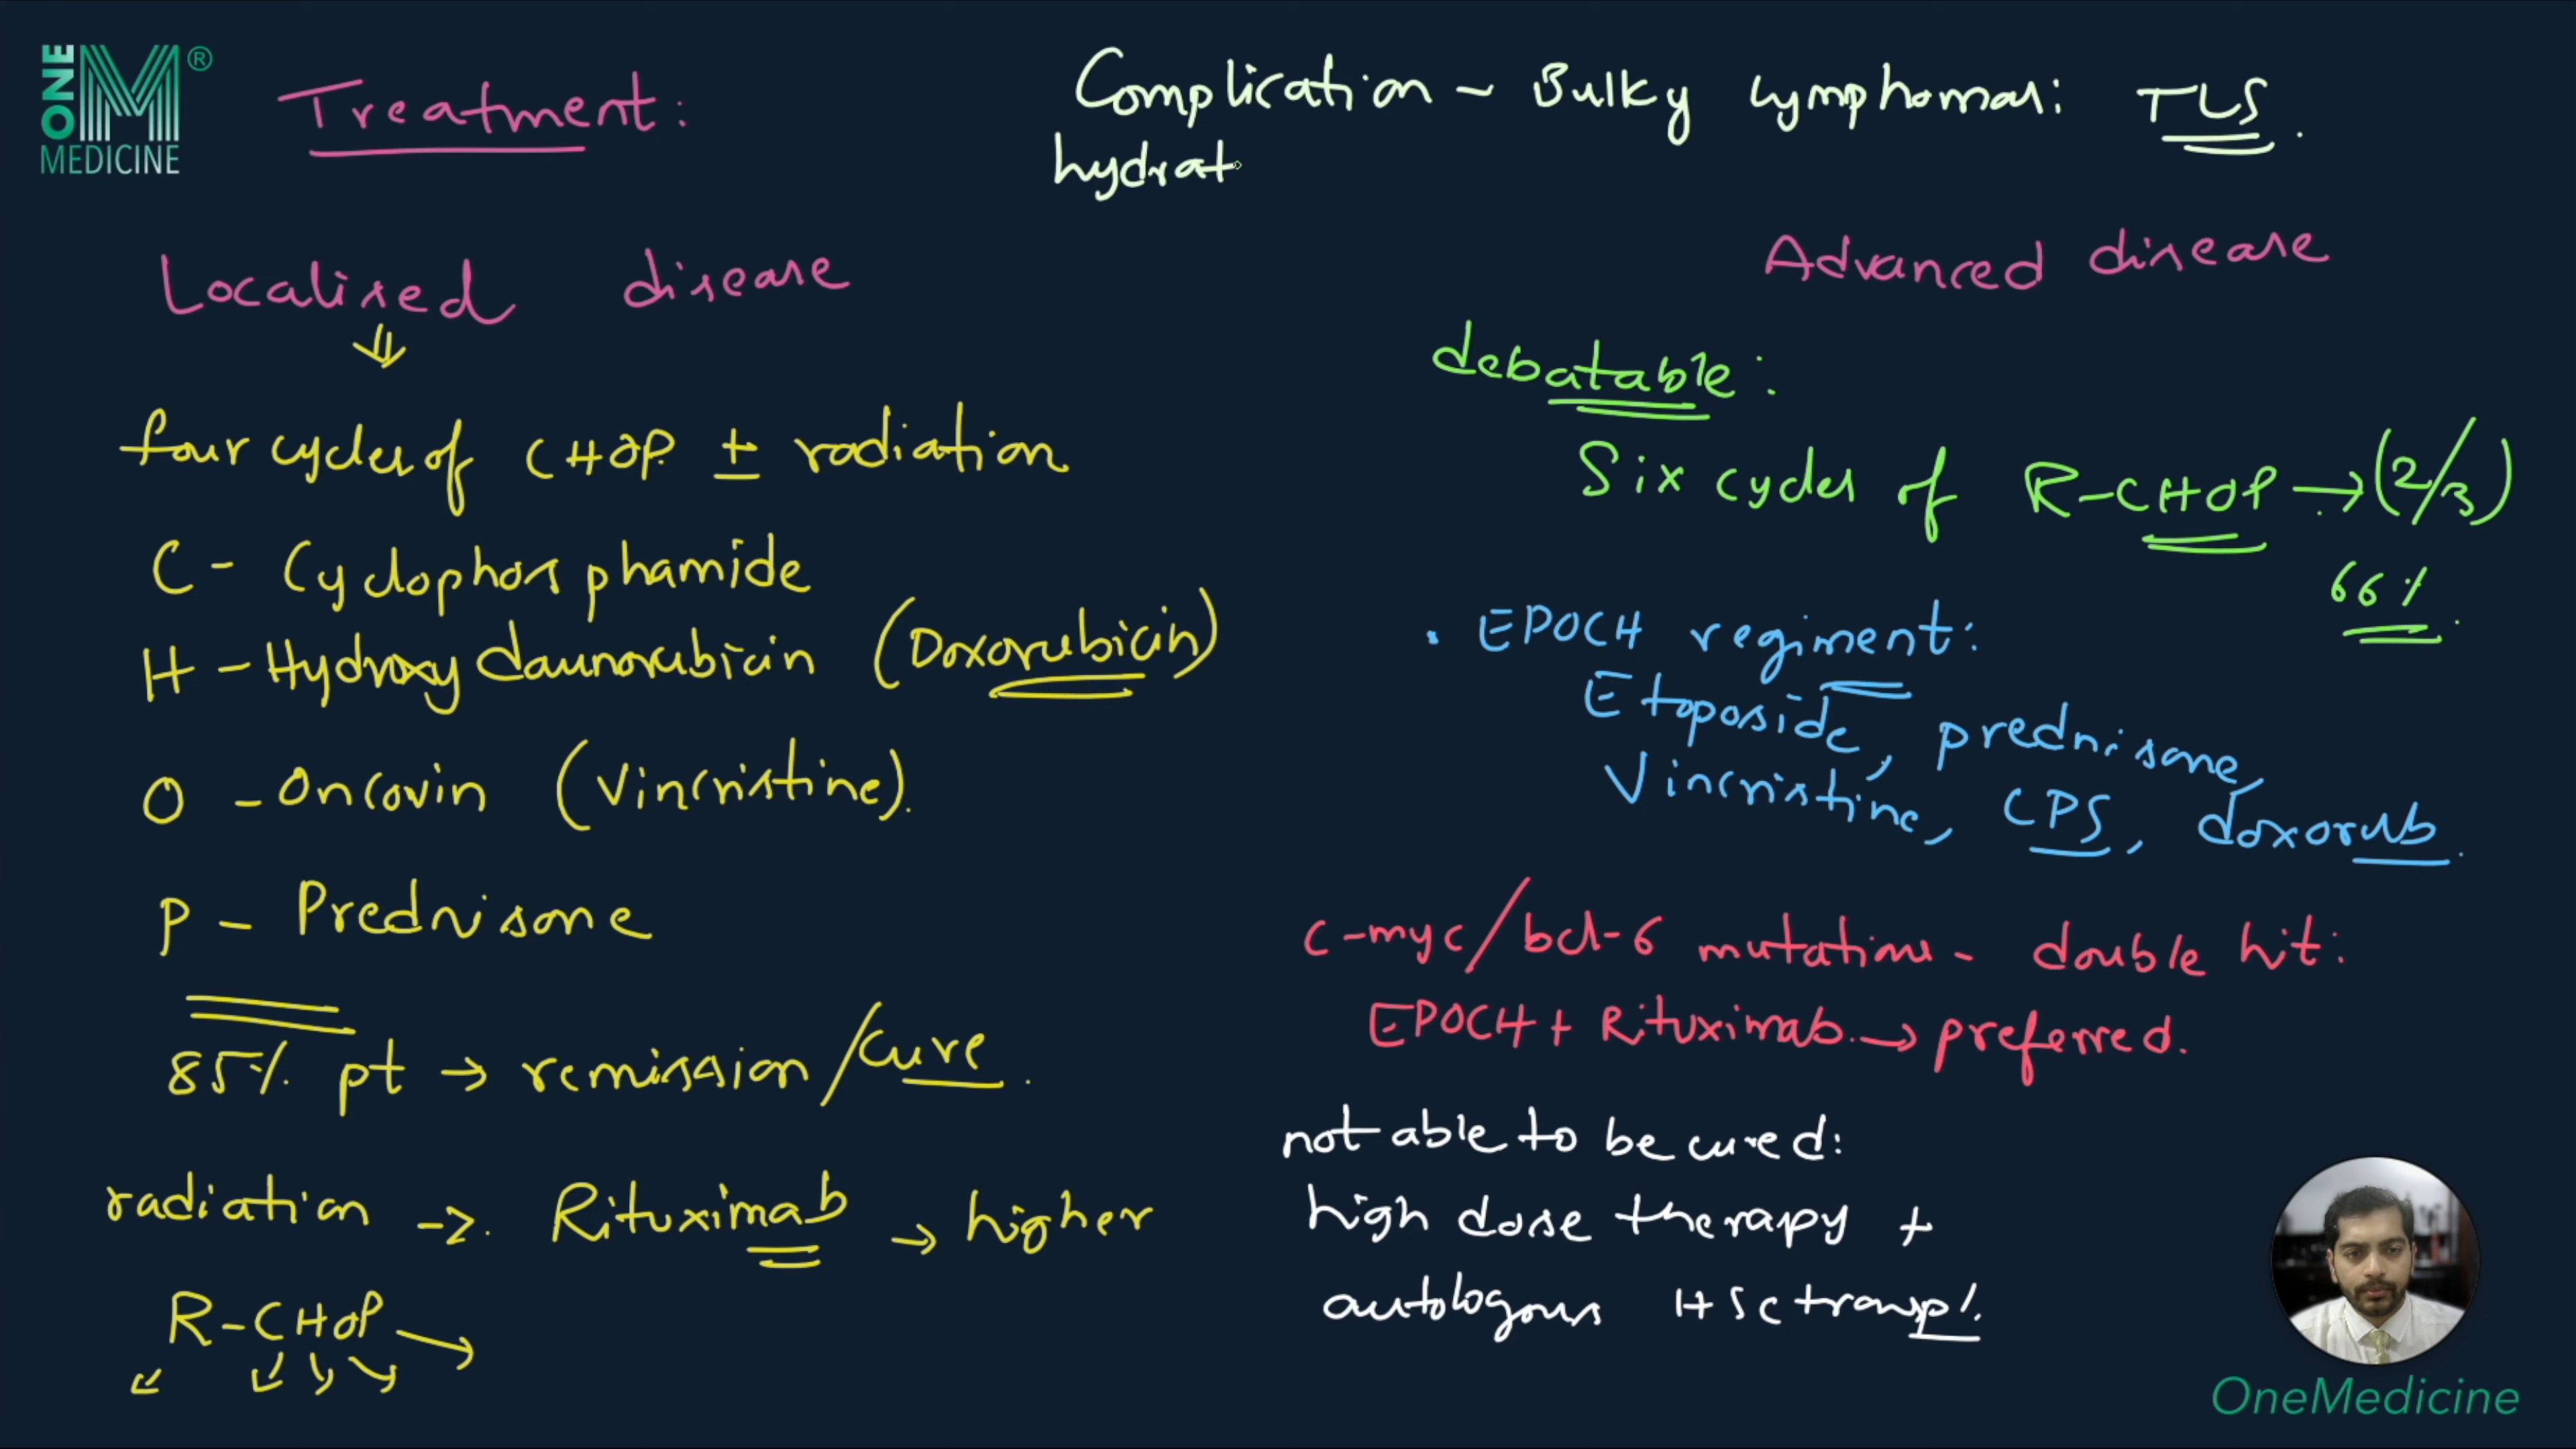 ONE MEDICINE ®
Treatment:
Complication ~ Bulky lymphomas: TLS.
hydrat
Localised disease
four cycles of CHOP ± radiation
C - Cyclophosphamide
H - Hydroxy daunorubicin (Doxorubicin)
O - Oncovin (Vincristine).
P - Prednisone
85% pt → remission/cure.
radiation →. Rituximab → higher
R-CHOP →
Advanced disease
debatable:
Six cycles of R-CHOP → (2/3)
66%.
• EPOCH regiment:
Etoposide, prednisone,
Vincristine, CPS, doxorub.
c-myc/bcl-6 mutations - double hit:
EPOCH + Rituximab. → preferred.
not able to be cured:
high dose therapy +
autologous HSC transpl.
OneMedicine